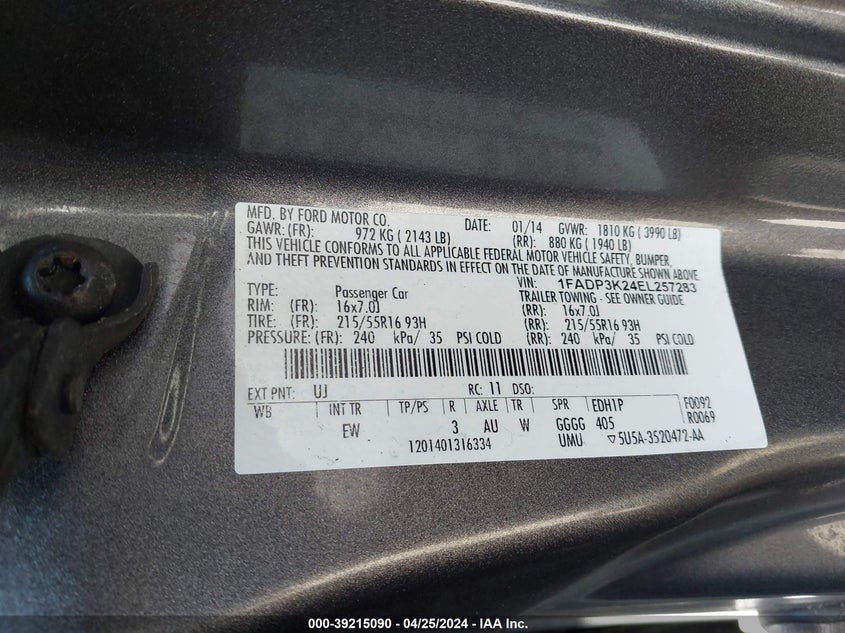 MFD. BY FORD MOTOR CO. DATE: 01/14 GVWR: 1810 KG ( 3990 LB)
GAWR: (FR): 972 KG ( 2143 LB) (RR): 880 KG ( 1940 LB)
THIS VEHICLE CONFORMS TO ALL APPLICABLE FEDERAL MOTOR VEHICLE SAFETY, BUMPER,
AND THEFT PREVENTION STANDARDS IN EFFECT ON THE DATE OF MANUFACTURE SHOWN ABOVE.
VIN: 1FADP3K24EL257283
TYPE: Passenger Car TRAILER TOWING - SEE OWNER GUIDE
RIM: (FR): 16x7.0J (RR): 16x7.0J
TIRE: (FR): 215/55R16 93H (RR): 215/55R16 93H
PRESSURE: (FR): 240 kPa/ 35 PSI COLD (RR): 240 kPa/ 35 PSI COLD
EXT PNT: UJ RC: 11 DSO:
WB INT TR TP/PS R AXLE TR SPR EDH1P F0092
EW 3 AU W GGGG 405 R0069
1201401316334 UMU ▽5U5A-3520472-AA
000-39215090 - 04/25/2024 - IAA Inc.